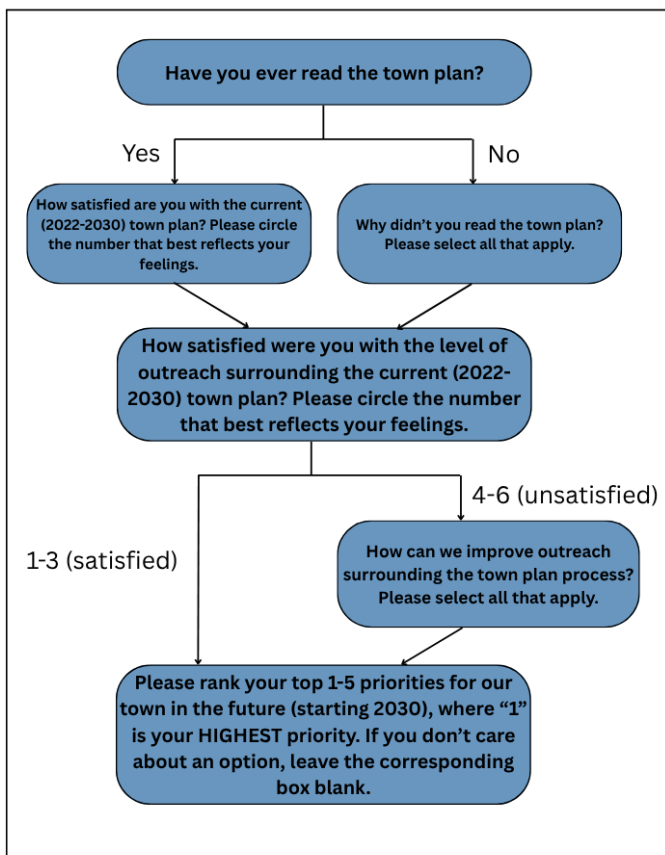 Have you ever read the town plan?
Yes
No
How satisfied are you with the current
(2022-2030) town plan? Please circle
the number that best reflects your
feelings.
Why didn’t you read the town plan?
Please select all that apply.
How satisfied were you with the level of
outreach surrounding the current (2022-
2030) town plan? Please circle the number
that best reflects your feelings.
1-3 (satisfied)
4-6 (unsatisfied)
How can we improve outreach
surrounding the town plan process?
Please select all that apply.
Please rank your top 1-5 priorities for our
town in the future (starting 2030), where “1”
is your HIGHEST priority. If you don’t care
about an option, leave the corresponding
box blank.